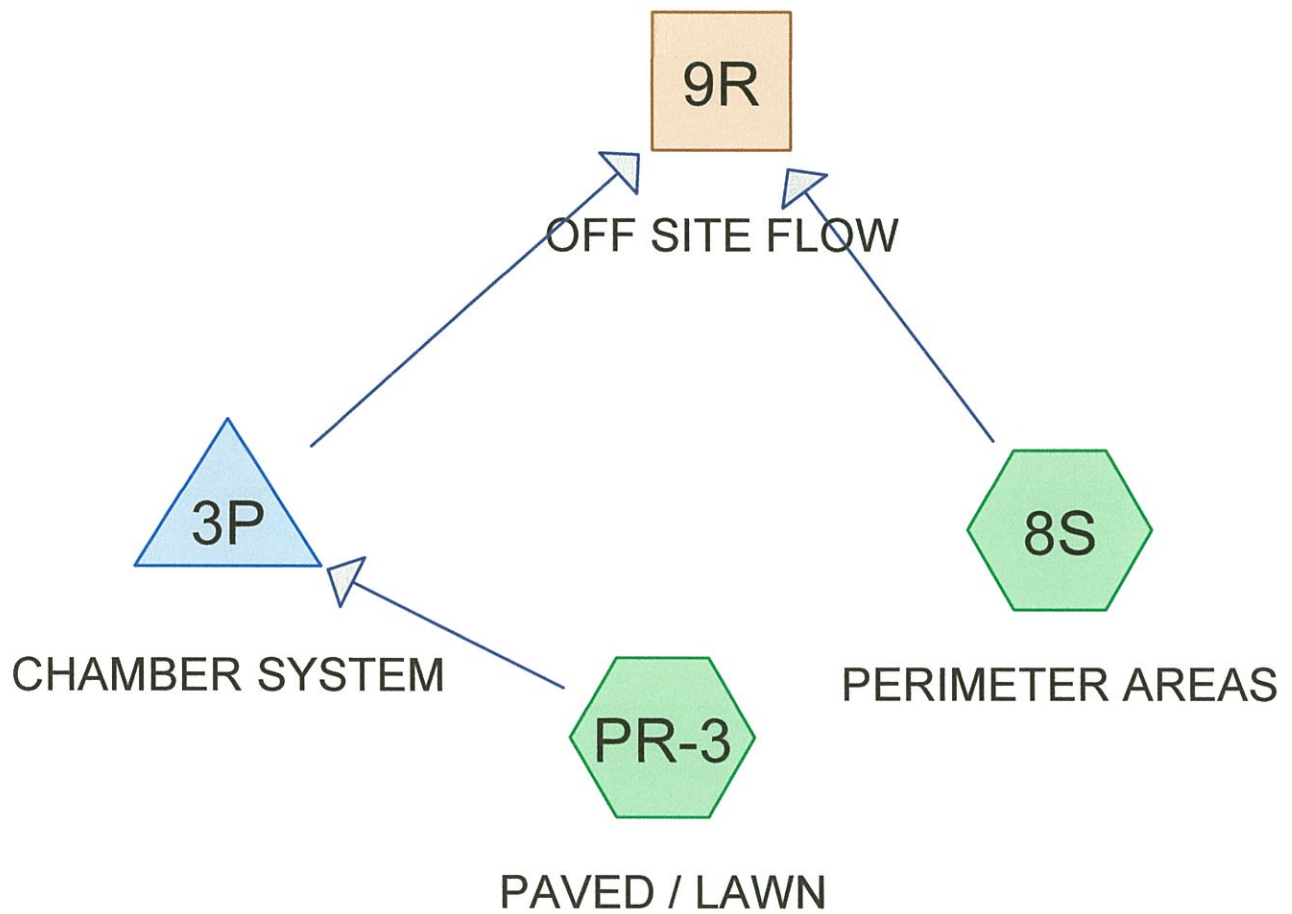 9R
OFF SITE FLOW
3P
8S
CHAMBER SYSTEM
PERIMETER AREAS
PR-3
PAVED / LAWN